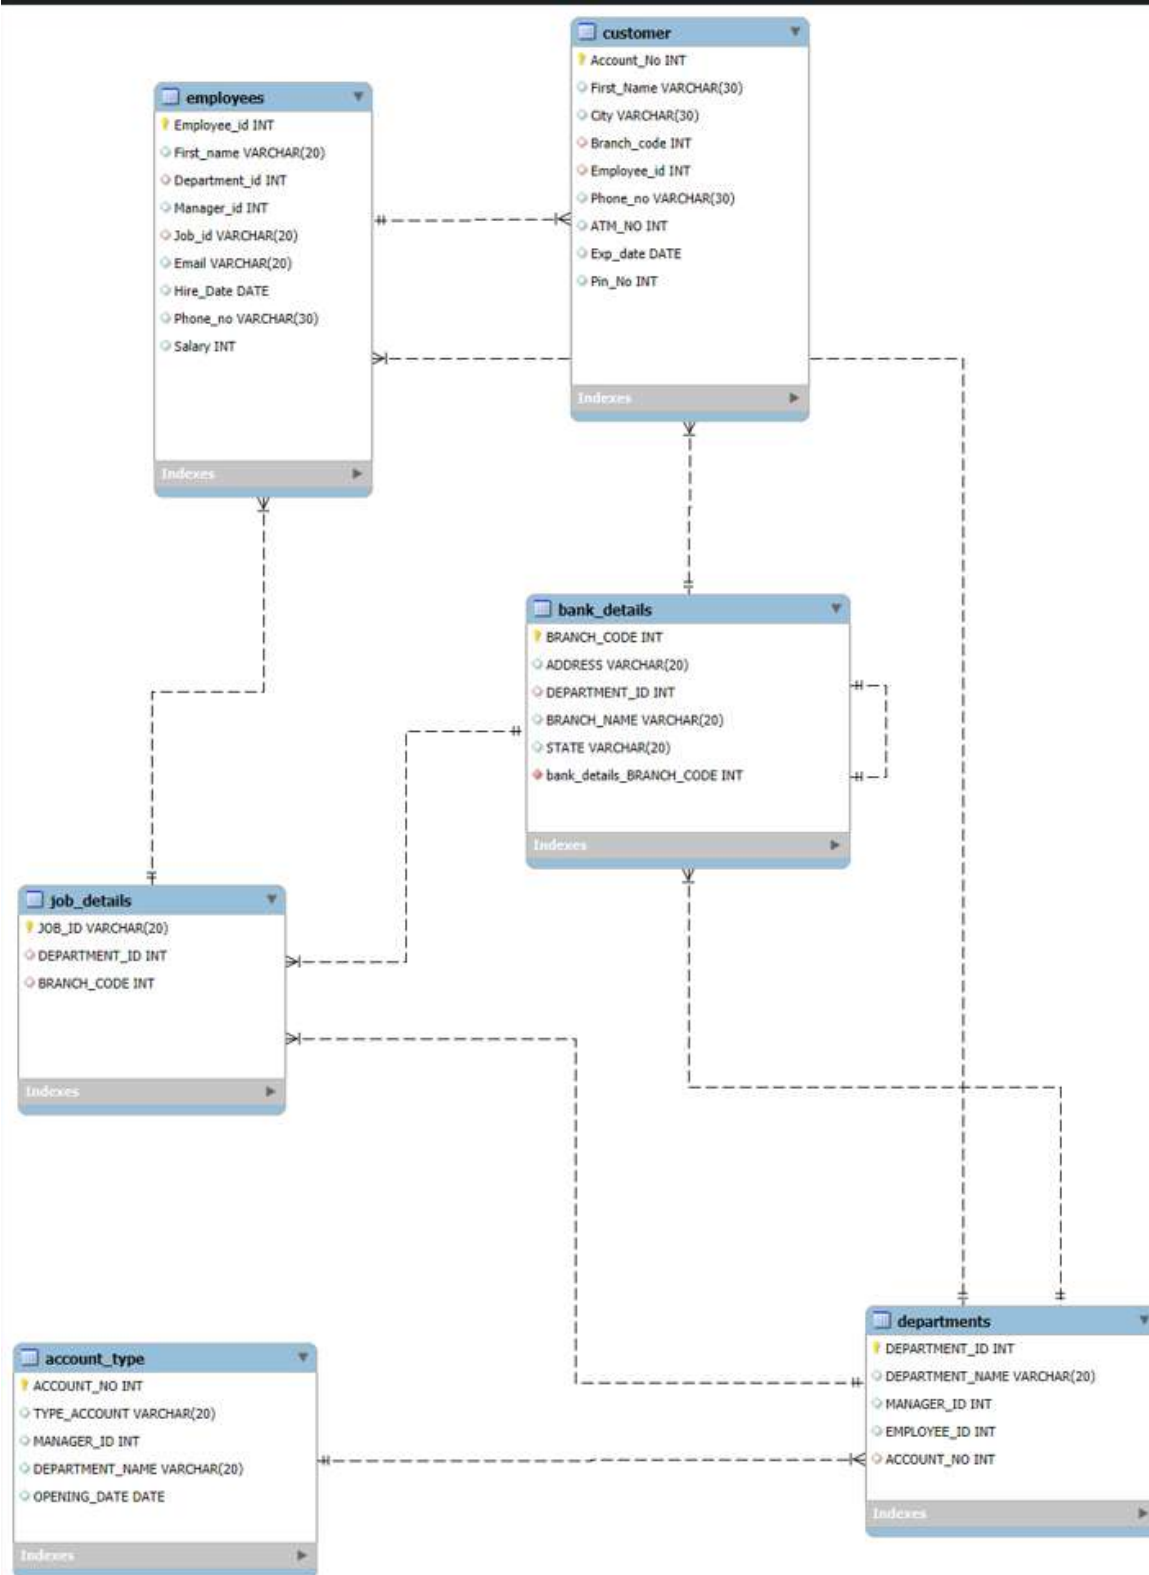 customer
Account_No INT
First_Name VARCHAR(30)
City VARCHAR(30)
Branch_code INT
Employee_id INT
Phone_no VARCHAR(30)
ATM_NO INT
Exp_date DATE
Pin_No INT
Indexes
employees
Employee_id INT
First_name VARCHAR(20)
Department_id INT
Manager_id INT
Job_id VARCHAR(20)
Email VARCHAR(20)
Hire_Date DATE
Phone_no VARCHAR(30)
Salary INT
Indexes
bank_details
BRANCH_CODE INT
ADDRESS VARCHAR(20)
DEPARTMENT_ID INT
BRANCH_NAME VARCHAR(20)
STATE VARCHAR(20)
bank_details_BRANCH_CODE INT
Indexes
job_details
JOB_ID VARCHAR(20)
DEPARTMENT_ID INT
BRANCH_CODE INT
Indexes
departments
DEPARTMENT_ID INT
DEPARTMENT_NAME VARCHAR(20)
MANAGER_ID INT
EMPLOYEE_ID INT
ACCOUNT_NO INT
Indexes
account_type
ACCOUNT_NO INT
TYPE_ACCOUNT VARCHAR(20)
MANAGER_ID INT
DEPARTMENT_NAME VARCHAR(20)
OPENING_DATE DATE
Indexes